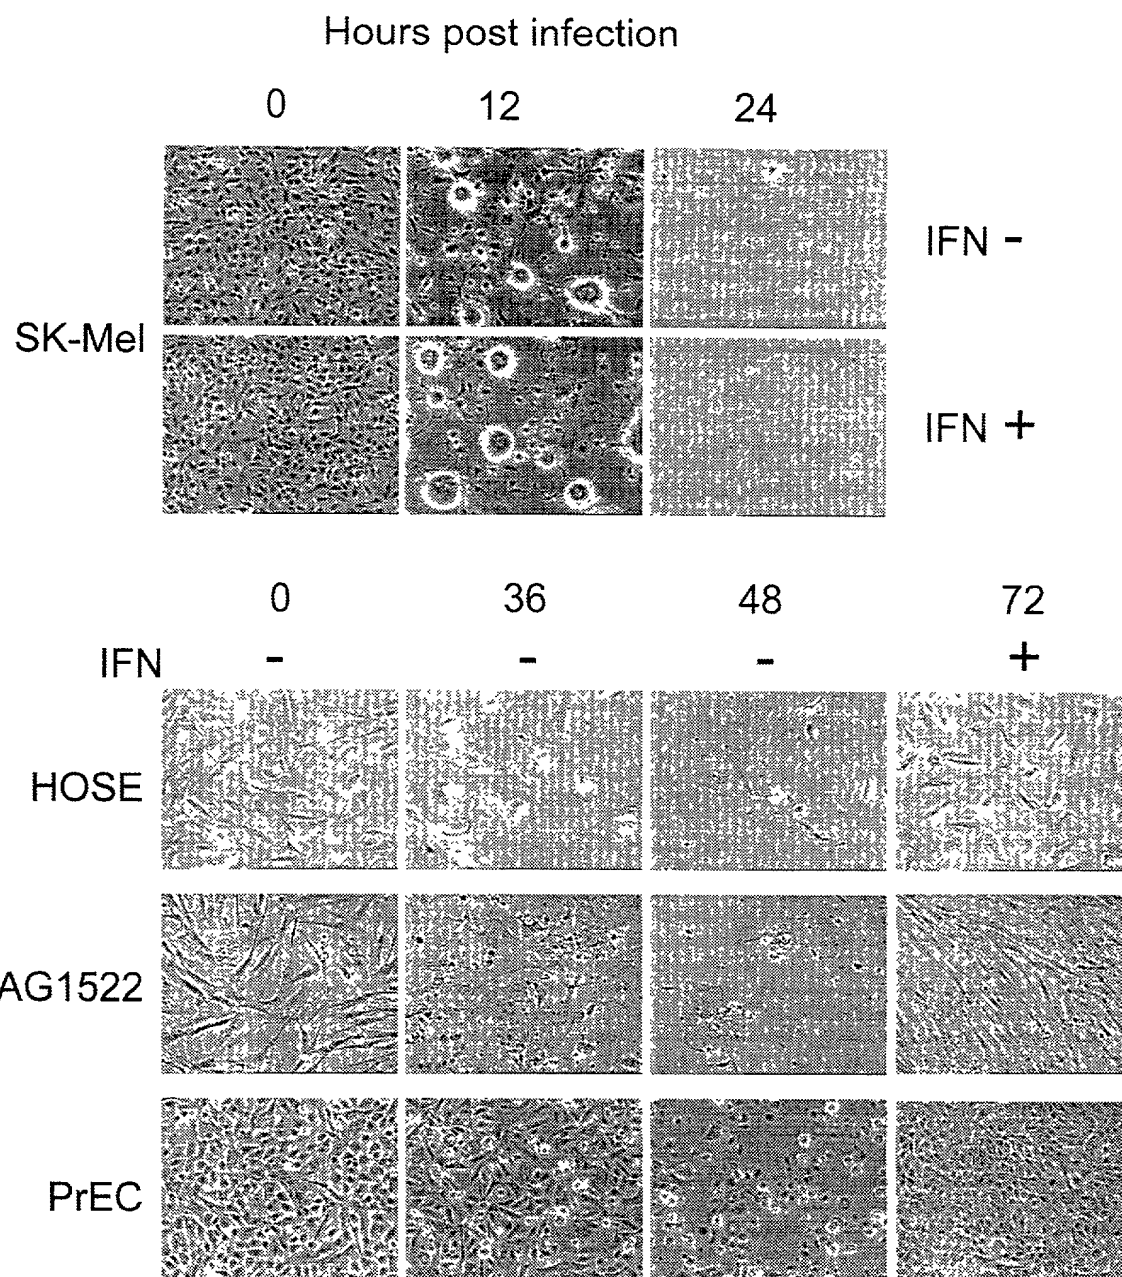 Hours post infection
0 12 24
IFN -
SK-Mel
IFN +
0 36 48 72
IFN - - - +
HOSE
AG1522
PrEC